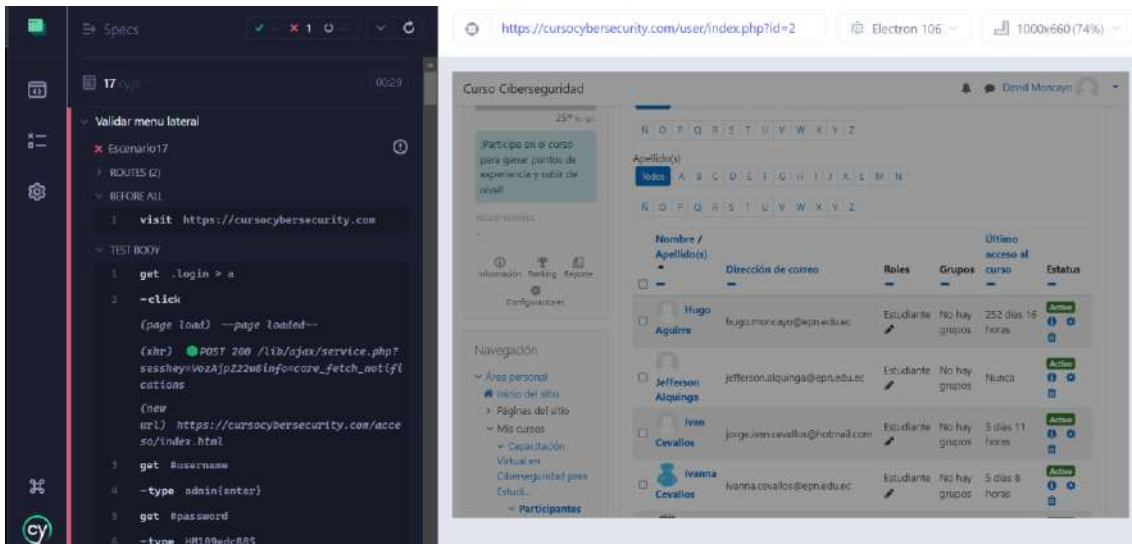 Specs
1
17 .cy.js
00:29
Validar menu lateral
Escenario17
ROUTES (2)
BEFORE ALL
1 visit https://cursocybersecurity.com
TEST BODY
1 get .login > a
2 -click
(page load) --page loaded--
(xhr) POST 200 /lib/ajax/service.php?
sesskey=VozAjpZ22w&info=core_fetch_notifi
cations
(new
url) https://cursocybersecurity.com/acce
so/index.html
3 get #username
4 -type admin{enter}
5 get #password
6 -type
https://cursocybersecurity.com/user/index.php?id=2
Electron 106
1000x660 (74%)
Curso Ciberseguridad
David Moncayo
¡Participe en el curso
para ganar puntos de
experiencia y subir de
nivel!
Información Ranking Reporte
Configuraciones
Navegación
Área personal
Inicio del sitio
Páginas del sitio
Mis cursos
Capacitación
Virtual en
Ciberseguridad para
Estudi...
Participantes
Ñ O P Q R S T U V W X Y Z
Apellido(s)
Todos A B C D E F G H I J K L M N
Ñ O P Q R S T U V W X Y Z
Nombre /
Apellido(s)
Dirección de correo
Roles
Grupos
Último
acceso al
curso
Estatus
Hugo
Aguirre
hugo.moncayo@epn.edu.ec
Estudiante
No hay
grupos
252 días 16
horas
Activo
Jefferson
Alquinga
jefferson.alquinga@epn.edu.ec
Estudiante
No hay
grupos
Nunca
Activo
Ivan
Cevallos
jorge.ivan.cevallos@hotmail.com
Estudiante
No hay
grupos
5 días 11
horas
Activo
Ivanna
Cevallos
ivanna.cevallos@epn.edu.ec
Estudiante
No hay
grupos
5 días 8
horas
Activo
cy